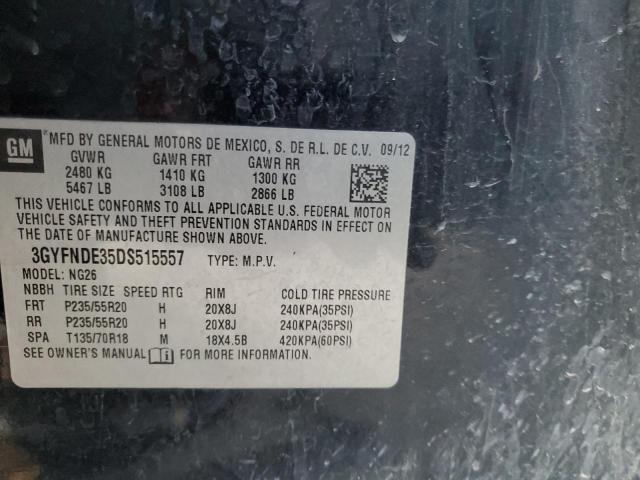 GM
MFD BY GENERAL MOTORS DE MEXICO, S. DE R.L. DE C.V. 09/12
GVWR GAWR FRT GAWR RR
2480 KG 1410 KG 1300 KG
5467 LB 3108 LB 2866 LB
THIS VEHICLE CONFORMS TO ALL APPLICABLE U.S. FEDERAL MOTOR
VEHICLE SAFETY AND THEFT PREVENTION STANDARDS IN EFFECT ON THE
DATE OF MANUFACTURE SHOWN ABOVE.
3GYFNDE35DS515557 TYPE: M.P.V.
MODEL: NG26
NBBH TIRE SIZE SPEED RTG RIM COLD TIRE PRESSURE
FRT P235/55R20 H 20X8J 240KPA(35PSI)
RR P235/55R20 H 20X8J 240KPA(35PSI)
SPA T135/70R18 M 18X4.5B 420KPA(60PSI)
SEE OWNER'S MANUAL FOR MORE INFORMATION.